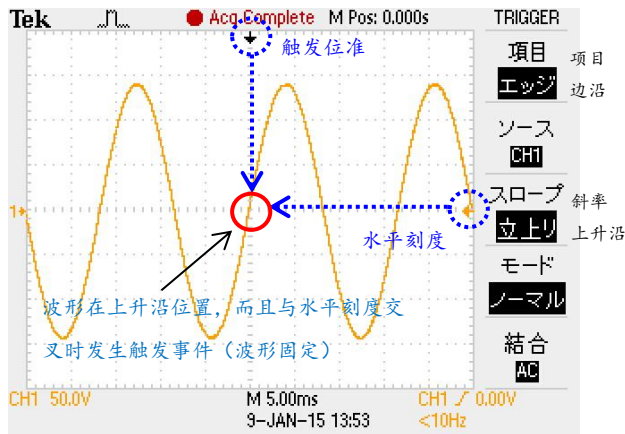 Tek Acq Complete M Pos: 0.000s TRIGGER
触发位准
項目 项目
エッジ 边沿
ソース
CH1
1
スロープ 斜率
立上り 上升沿
水平刻度
モード
ノーマル
波形在上升沿位置，而且与水平刻度交
叉时发生触发事件（波形固定）
結合
AC
CH1 50.0V M 5.00ms CH1 0.00V
9-JAN-15 13:53 <10Hz